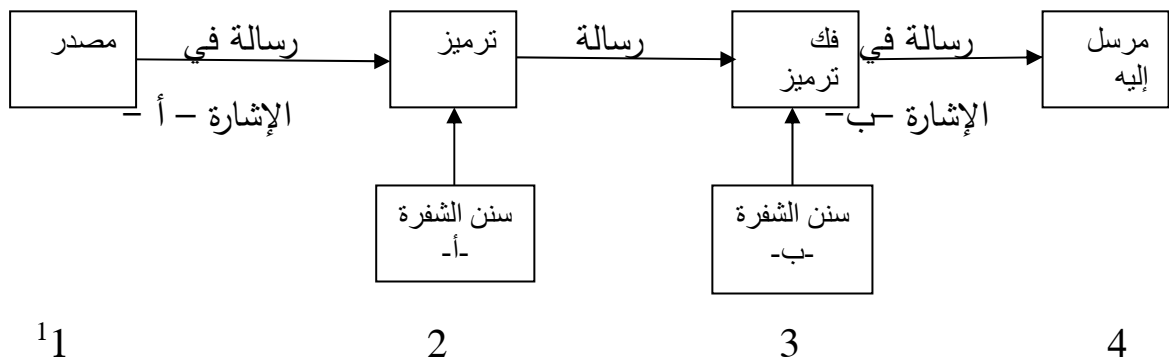 مصدر
رسالة في
الإشارة – أ –
ترميز
رسالة
فك
ترميز
رسالة في
الإشارة –ب–
مرسل
إليه
سنن الشفرة
-أ-
سنن الشفرة
-ب-
¹1 2 3 4